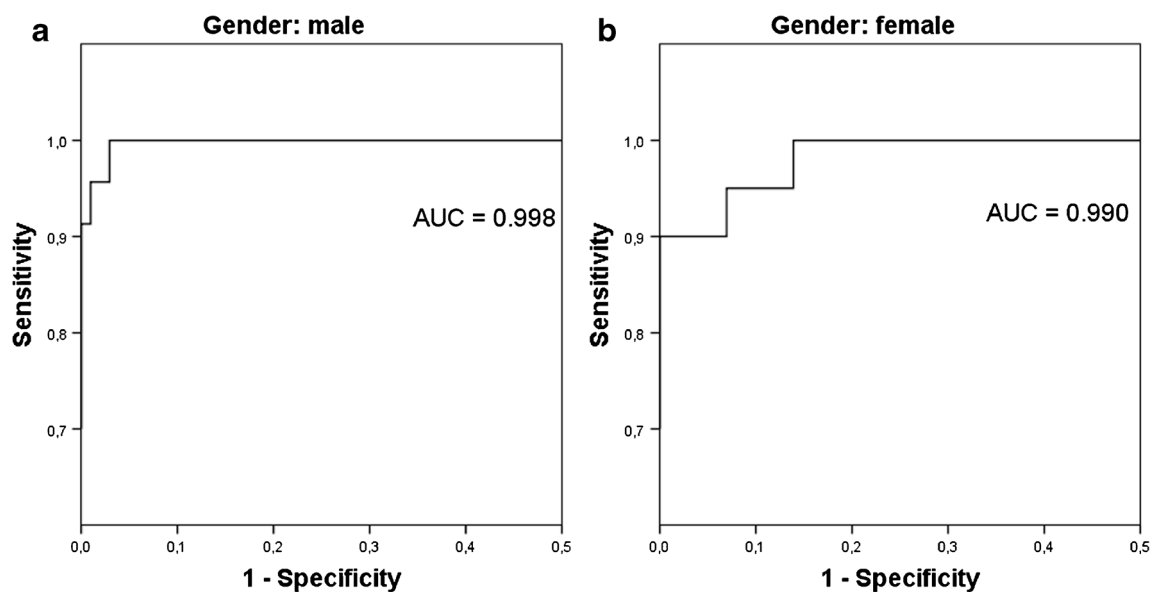 a
Gender: male
1,0
0,9
0,8
0,7
Sensitivity
AUC = 0.998
0,0 0,1 0,2 0,3 0,4 0,5
1 - Specificity
b
Gender: female
1,0
0,9
0,8
0,7
Sensitivity
AUC = 0.990
0,0 0,1 0,2 0,3 0,4 0,5
1 - Specificity